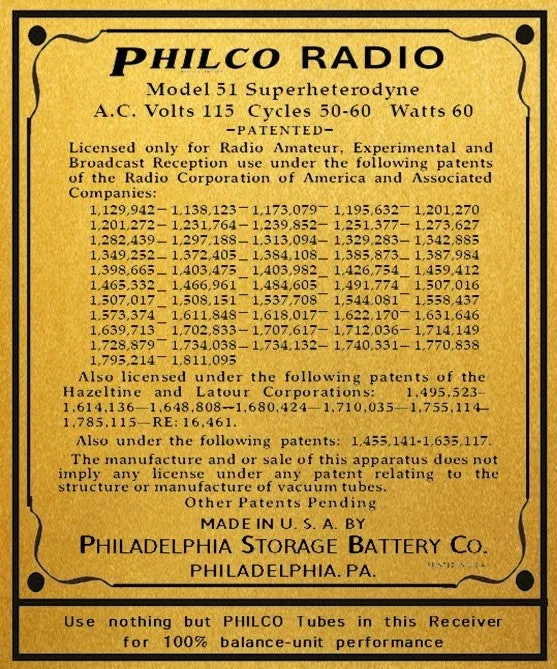 PHILCO RADIO
Model 51 Superheterodyne
A.C. Volts 115 Cycles 50-60 Watts 60
–PATENTED–
Licensed only for Radio Amateur, Experimental and
Broadcast Reception use under the following patents
of the Radio Corporation of America and Associated
Companies:
1,129,942– 1,138,123– 1,173,079– 1,195,632– 1,201,270
1,201,272– 1,231,764– 1,239,852– 1,251,377– 1,273,627
1,282,439– 1,297,188– 1,313,094– 1,329,283– 1,342,885
1,349,252– 1,372,405– 1,384,108– 1,385,873– 1,387,984
1,398,665– 1,403,475– 1,403,982– 1,426,754– 1,459,412
1,465,332– 1,466,961– 1,484,605– 1,491,774– 1,507,016
1,507,017– 1,508,151– 1,537,708– 1,544,081– 1,558,437
1,573,374– 1,611,848– 1,618,017– 1,622,170– 1,631,646
1,639,713– 1,702,833– 1,707,617– 1,712,036– 1,714,149
1,728,879– 1,734,038– 1,734,132– 1,740,331– 1,770,838
1,795,214– 1,811,095
Also licensed under the following patents of the
Hazeltine and Latour Corporations: 1,495,523–
1,614,136—1,648,808—1,680,424—1,710,035—1,755,114—
1,785,115—RE: 16,461.
Also under the following patents: 1,455,141-1,635,117.
The manufacture and or sale of this apparatus does not
imply any license under any patent relating to the
structure or manufacture of vacuum tubes.
Other Patents Pending
MADE IN U. S. A. BY
PHILADELPHIA STORAGE BATTERY CO.
PHILADELPHIA. PA.
Use nothing but PHILCO Tubes in this Receiver
for 100% balance-unit performance